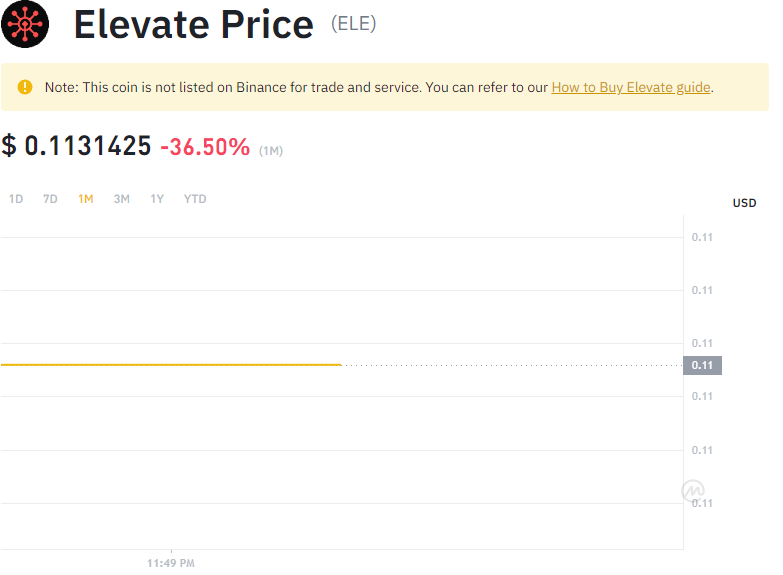 Elevate Price (ELE)
Note: This coin is not listed on Binance for trade and service. You can refer to our How to Buy Elevate guide.
$ 0.1131425 -36.50% (1M)
1D 7D 1M 3M 1Y YTD
USD
0.11
0.11
0.11
0.11
0.11
0.11
0.11
11:49 PM